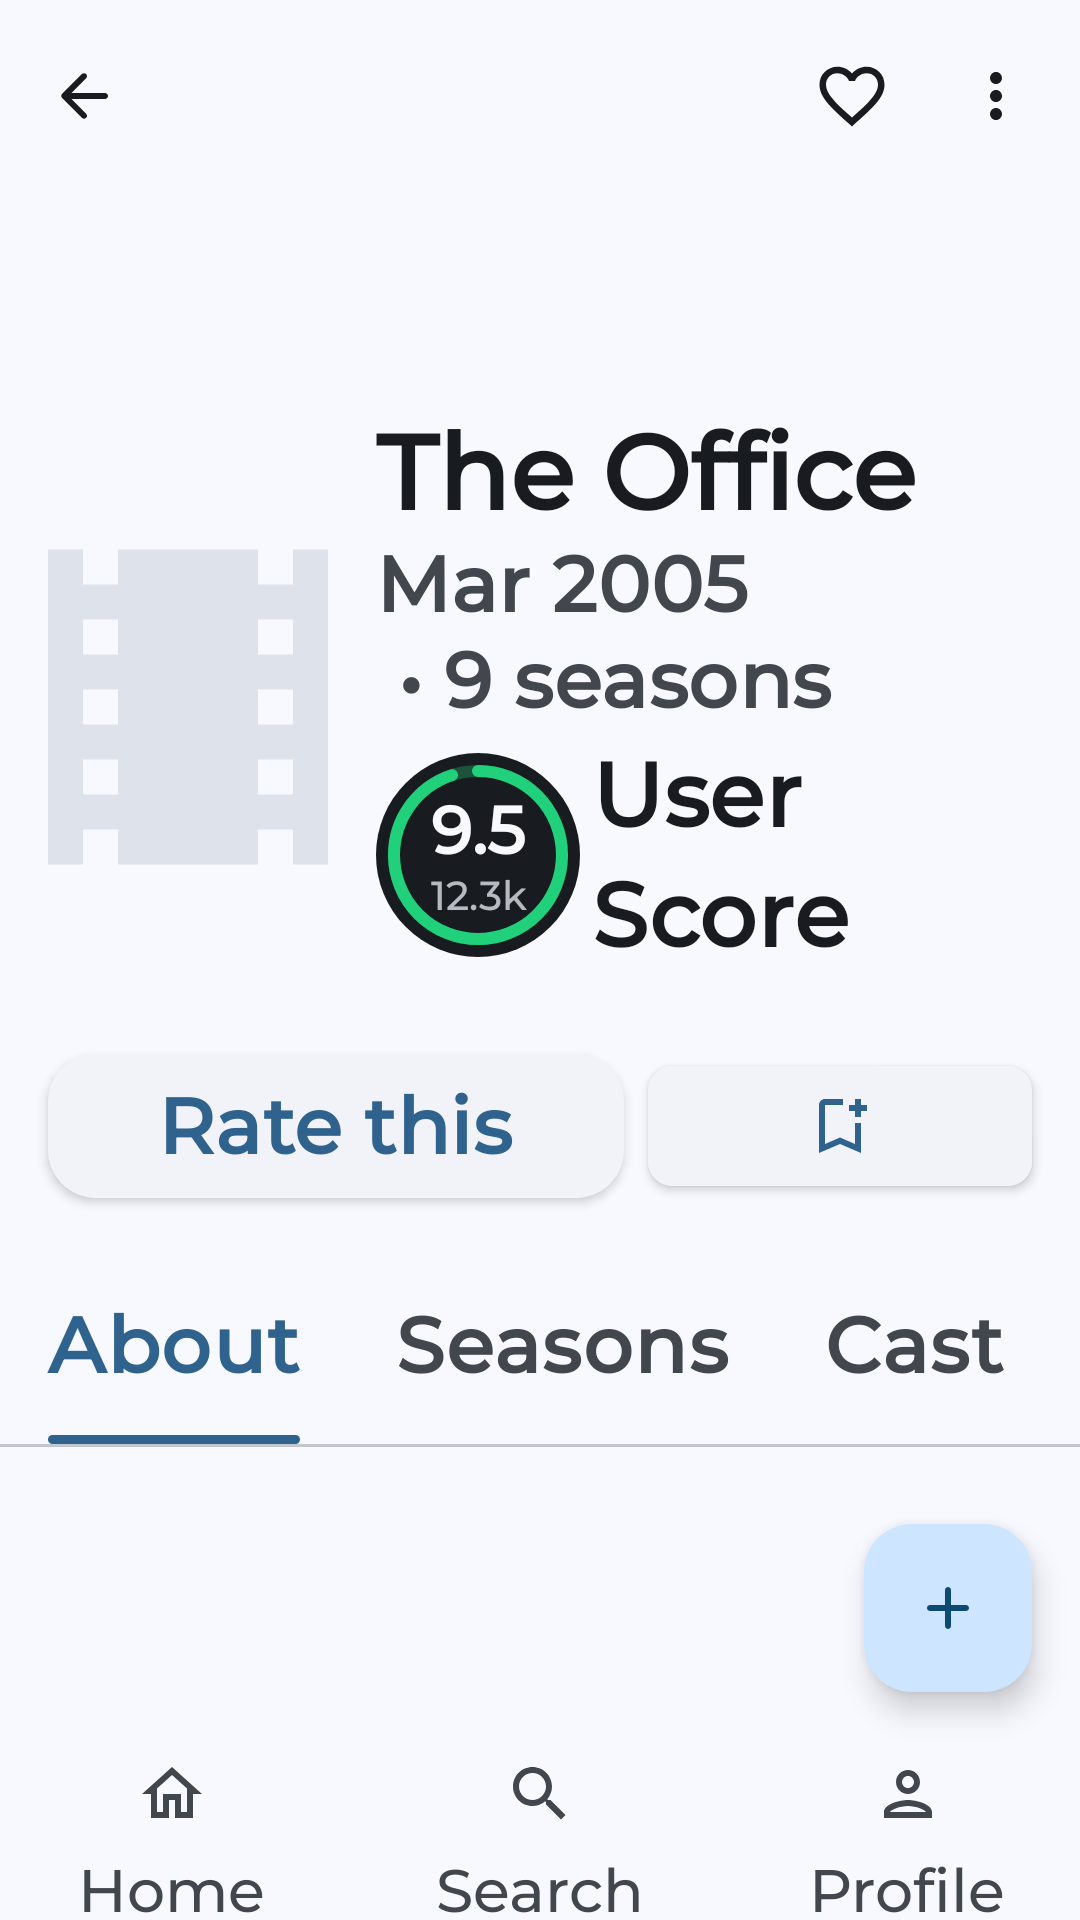 The Office
Mar 2005
• 9 seasons
9.5
12.3k
User
Score
Rate this
About
Seasons
Cast
Home
Search
Profile